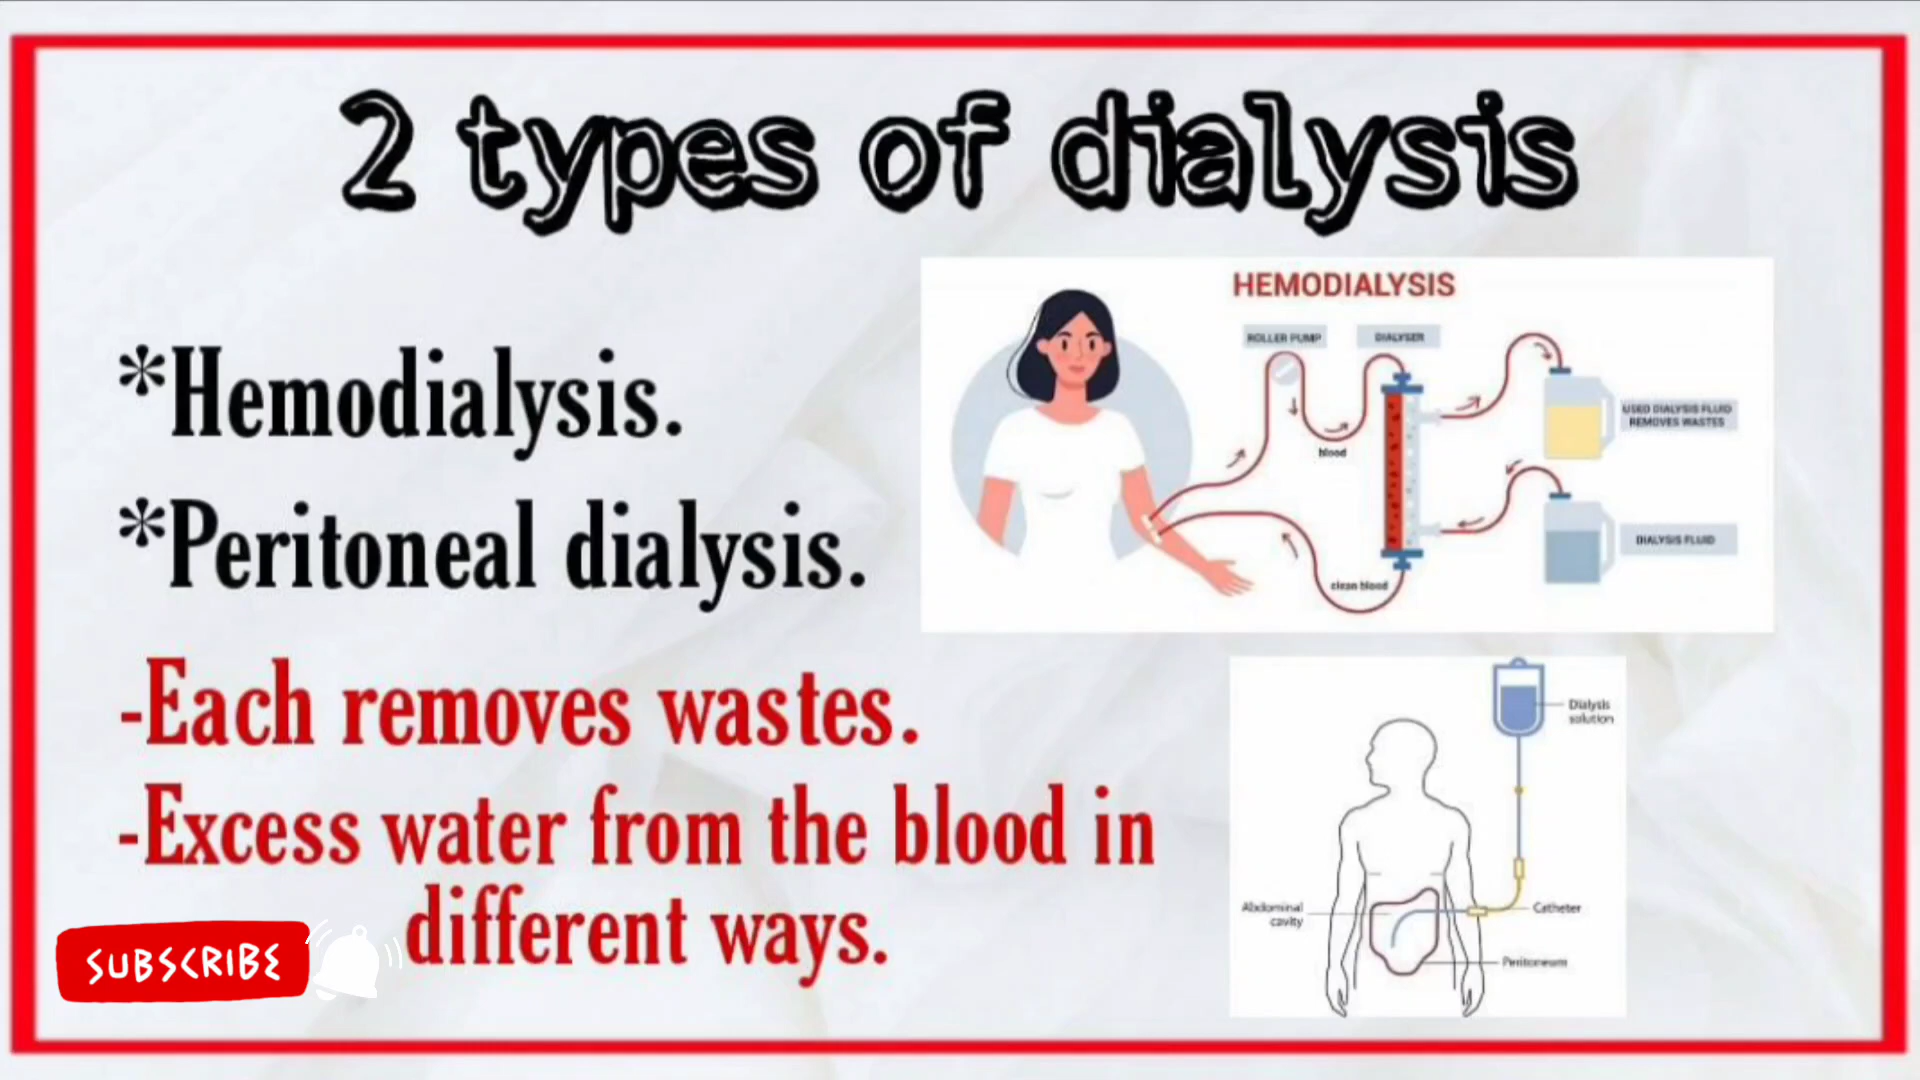 2 types of dialysis
*Hemodialysis.
*Peritoneal dialysis.
-Each removes wastes.
-Excess water from the blood in
different ways.
SUBSCRIBE
HEMODIALYSIS
ROLLER PUMP
DIALYSER
blood
USED DIALYSIS FLUID
REMOVES WASTES
DIALYSIS FLUID
clean blood
Dialysis
solution
Abdominal
cavity
Catheter
Peritoneum